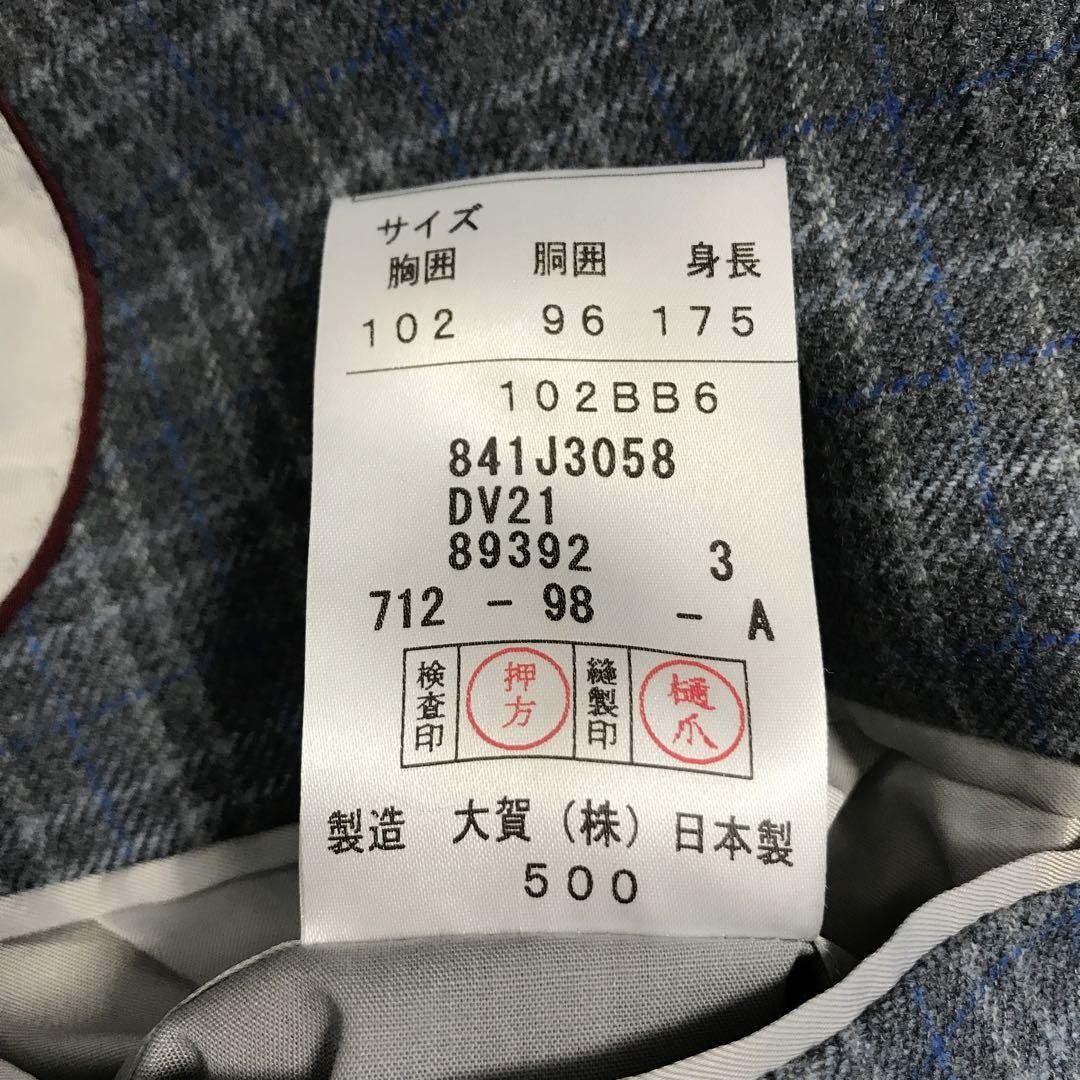 サイズ
胸囲 胴囲 身長
102 96 175
102BB6
841J3058
DV21
89392 3
712 - 98 - A
検査印 押方 縫製印 樋爪
製造 大賀(株)日本製
500